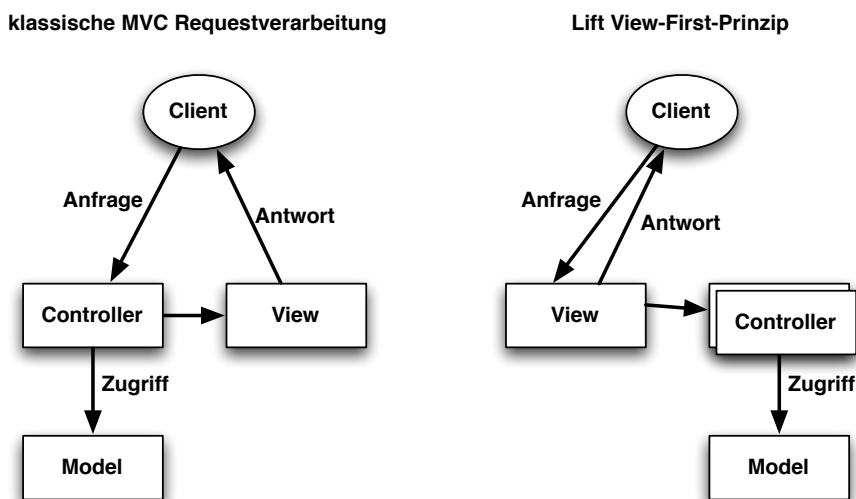 klassische MVC Requestverarbeitung
Client
Anfrage
Antwort
Controller
View
Zugriff
Model
Lift View-First-Prinzip
Client
Anfrage
Antwort
View
Controller
Zugriff
Model